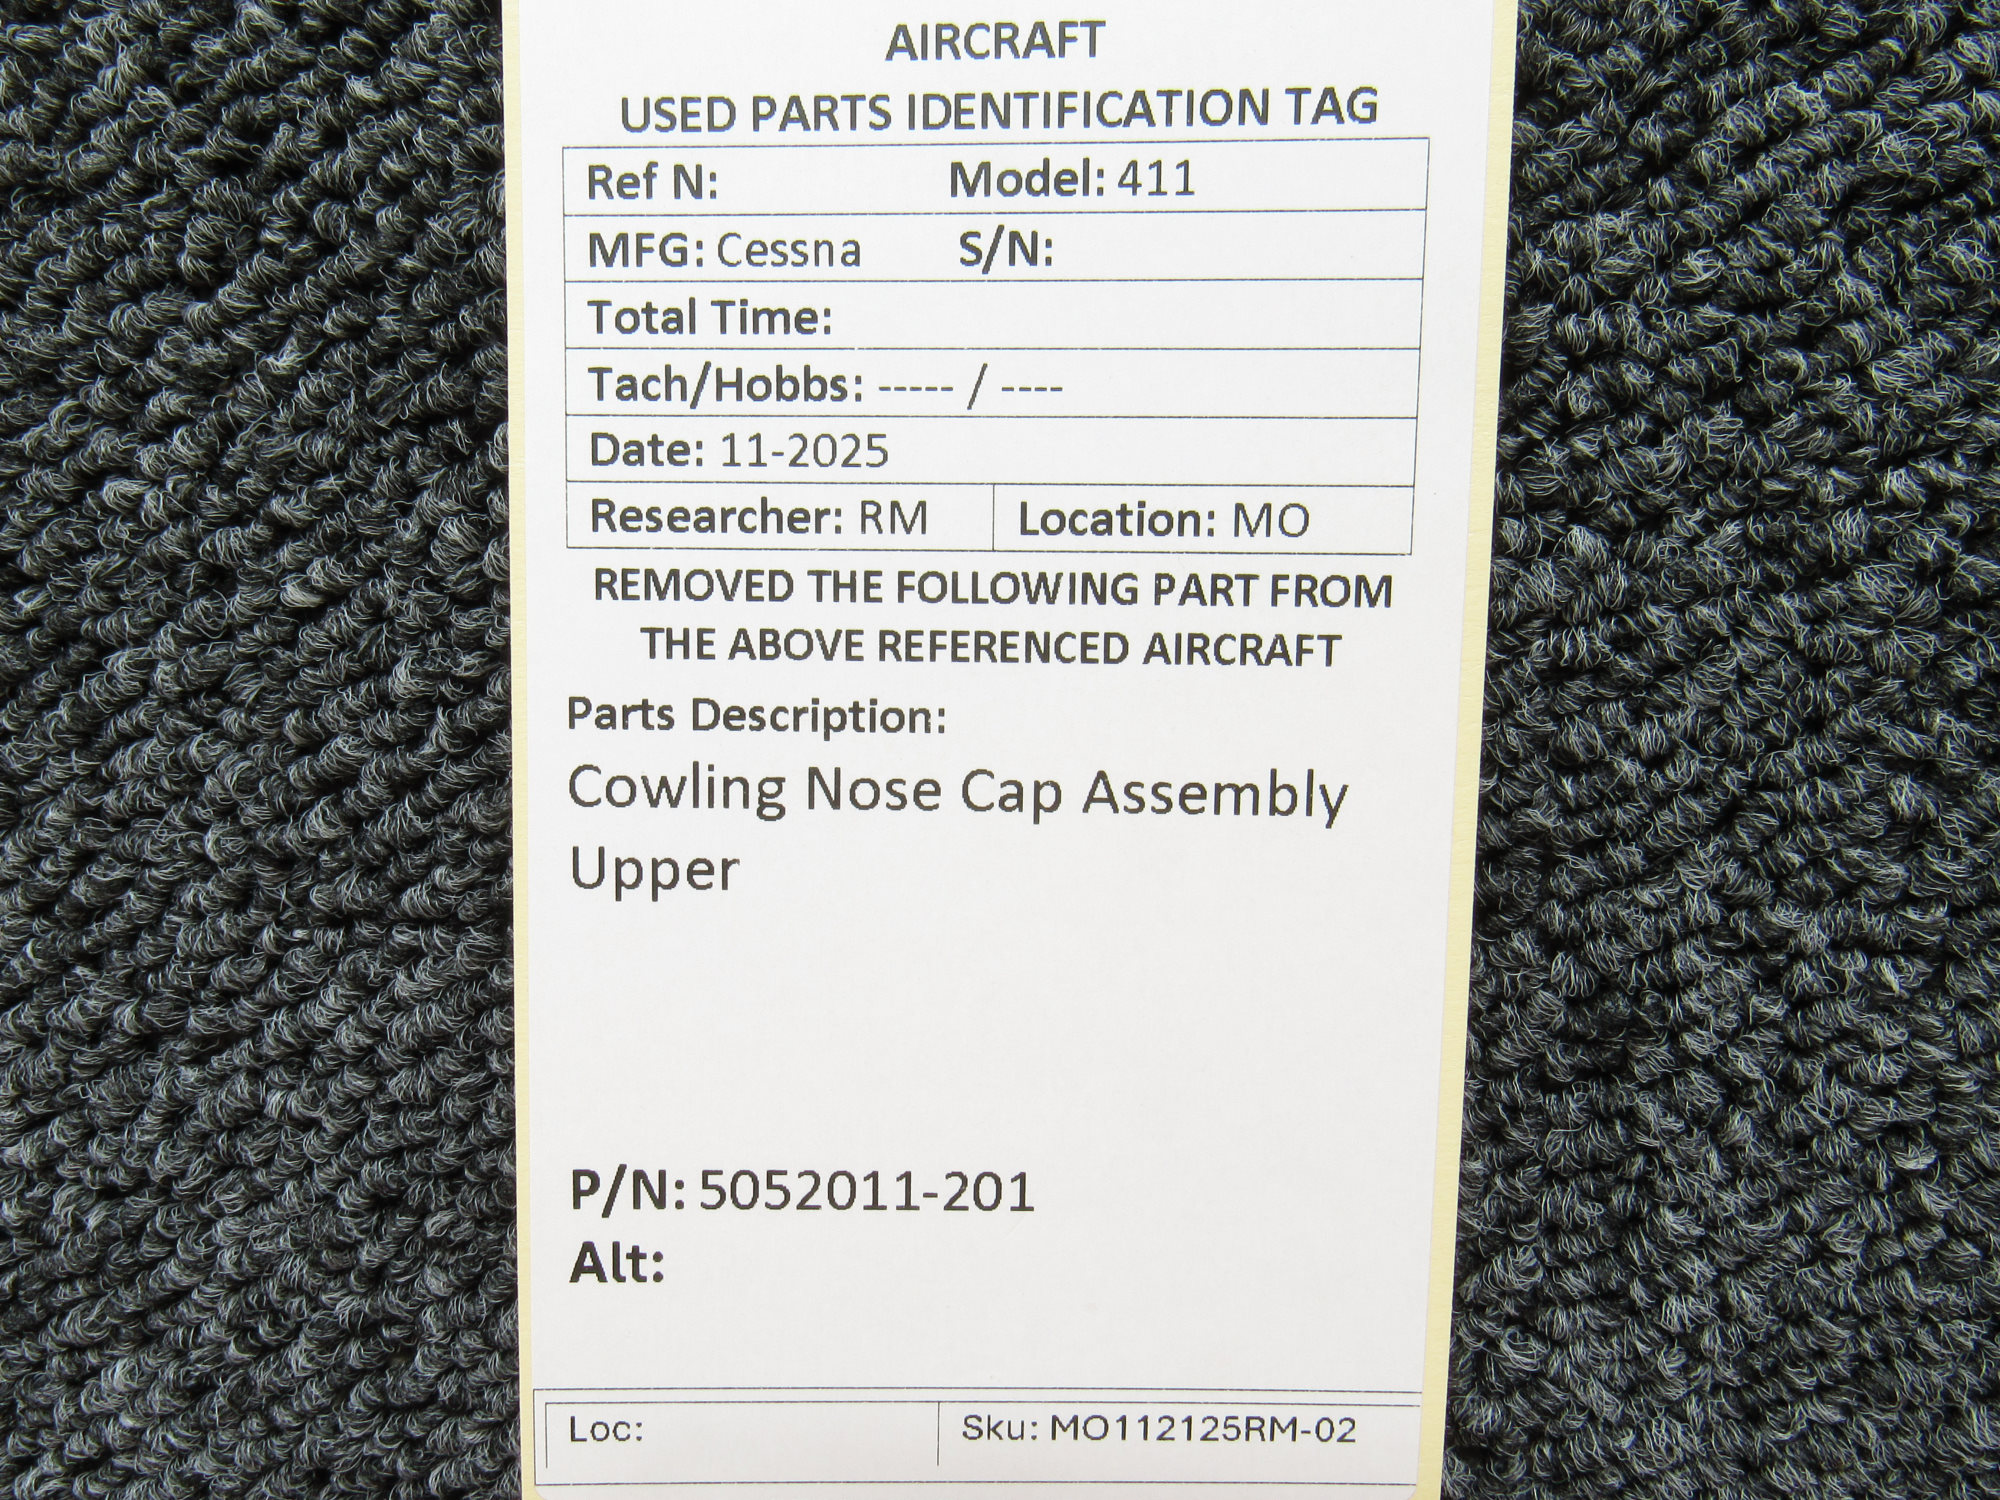 AIRCRAFT
USED PARTS IDENTIFICATION TAG
Ref N: Model: 411
MFG: Cessna S/N:
Total Time:
Tach/Hobbs: ----- / ----
Date: 11-2025
Researcher: RM Location: MO
REMOVED THE FOLLOWING PART FROM
THE ABOVE REFERENCED AIRCRAFT
Parts Description:
Cowling Nose Cap Assembly
Upper
P/N: 5052011-201
Alt:
Loc: Sku: MO112125RM-02